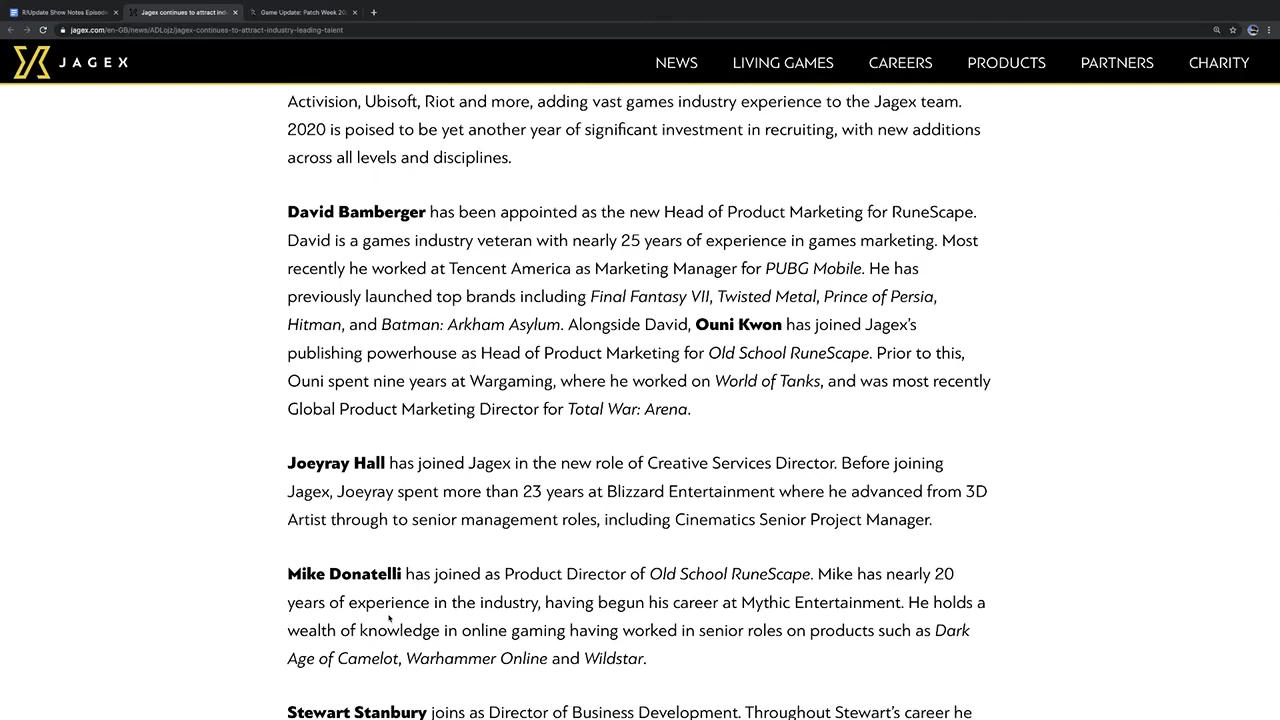 R/Update Show Notes Episode
Jagex continues to attract ind
Game Update: Patch Week 20
jagex.com/en-GB/news/ADLojz/jagex-continues-to-attract-industry-leading-talent
JAGEX
NEWS
LIVING GAMES
CAREERS
PRODUCTS
PARTNERS
CHARITY
Activision, Ubisoft, Riot and more, adding vast games industry experience to the Jagex team.
2020 is poised to be yet another year of significant investment in recruiting, with new additions
across all levels and disciplines.
David Bamberger has been appointed as the new Head of Product Marketing for RuneScape.
David is a games industry veteran with nearly 25 years of experience in games marketing. Most
recently he worked at Tencent America as Marketing Manager for PUBG Mobile. He has
previously launched top brands including Final Fantasy VII, Twisted Metal, Prince of Persia,
Hitman, and Batman: Arkham Asylum. Alongside David, Ouni Kwon has joined Jagex's
publishing powerhouse as Head of Product Marketing for Old School RuneScape. Prior to this,
Ouni spent nine years at Wargaming, where he worked on World of Tanks, and was most recently
Global Product Marketing Director for Total War: Arena.
Joeyray Hall has joined Jagex in the new role of Creative Services Director. Before joining
Jagex, Joeyray spent more than 23 years at Blizzard Entertainment where he advanced from 3D
Artist through to senior management roles, including Cinematics Senior Project Manager.
Mike Donatelli has joined as Product Director of Old School RuneScape. Mike has nearly 20
years of experience in the industry, having begun his career at Mythic Entertainment. He holds a
wealth of knowledge in online gaming having worked in senior roles on products such as Dark
Age of Camelot, Warhammer Online and Wildstar.
Stewart Stanbury joins as Director of Business Development. Throughout Stewart's career he